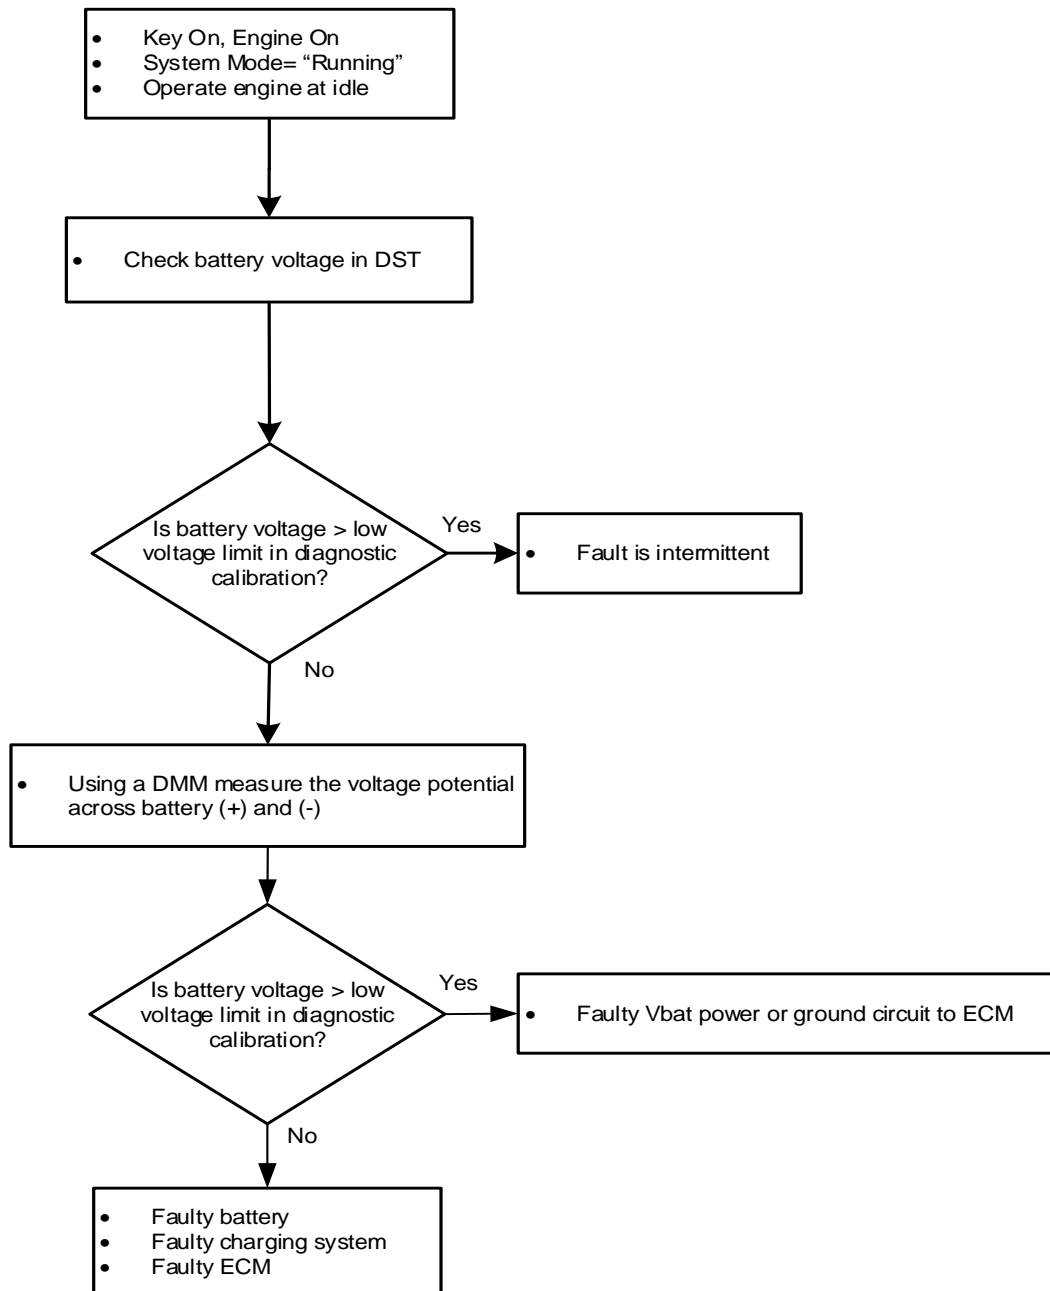 • Key On, Engine On
• System Mode= “Running”
• Operate engine at idle
• Check battery voltage in DST
Is battery voltage > low
voltage limit in diagnostic
calibration?
Yes
• Fault is intermittent
No
• Using a DMM measure the voltage potential
across battery (+) and (-)
Is battery voltage > low
voltage limit in diagnostic
calibration?
Yes
• Faulty Vbat power or ground circuit to ECM
No
• Faulty battery
• Faulty charging system
• Faulty ECM